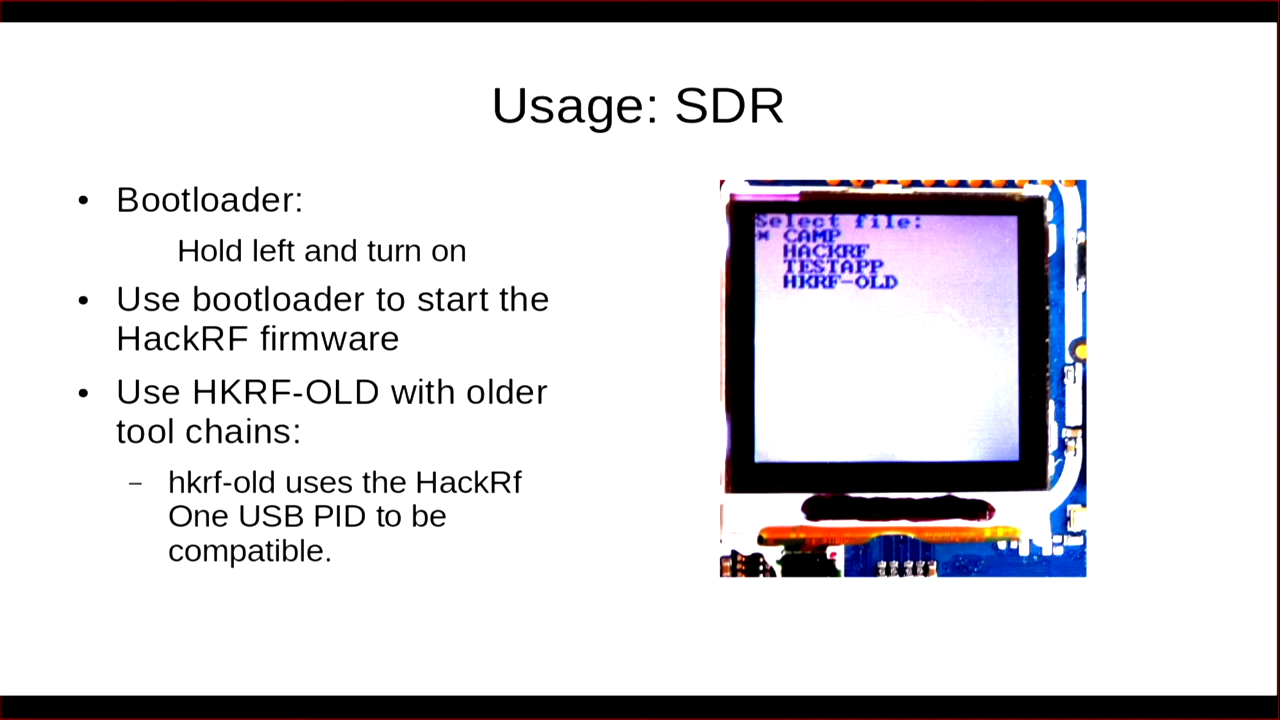 Usage: SDR
• Bootloader:
Hold left and turn on
• Use bootloader to start the
HackRF firmware
• Use HKRF-OLD with older
tool chains:
– hkrf-old uses the HackRf
One USB PID to be
compatible.
Select file:
* CAMP
HACKRF
TESTAPP
HKRF-OLD